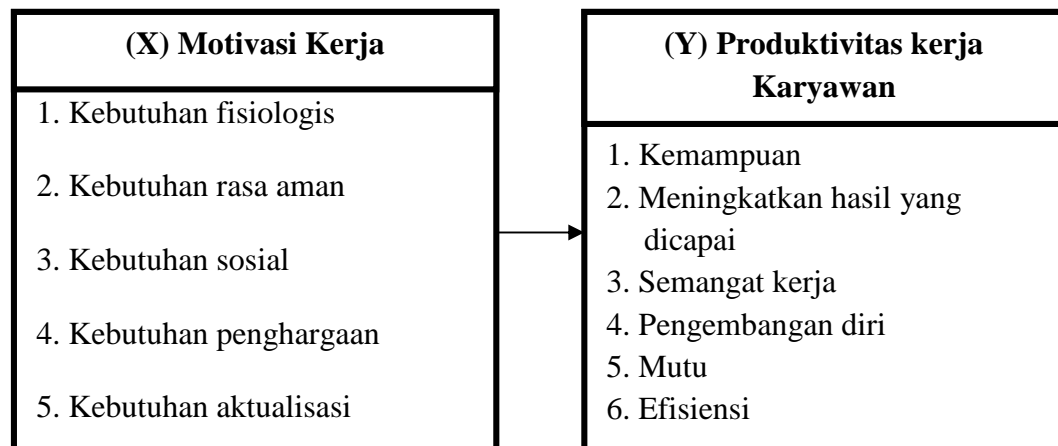 (X) Motivasi Kerja
1. Kebutuhan fisiologis
2. Kebutuhan rasa aman
3. Kebutuhan sosial
4. Kebutuhan penghargaan
5. Kebutuhan aktualisasi
(Y) Produktivitas kerja
Karyawan
1. Kemampuan
2. Meningkatkan hasil yang
dicapai
3. Semangat kerja
4. Pengembangan diri
5. Mutu
6. Efisiensi